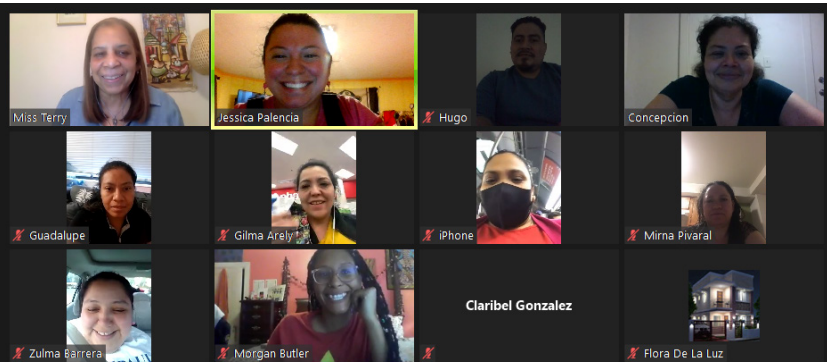 Miss Terry
Jessica Palencia
Hugo
Concepcion
Guadalupe
Gilma Arely
iPhone
Mirna Pivaral
Zulma Barrera
Morgan Butler
Claribel Gonzalez
Flora De La Luz